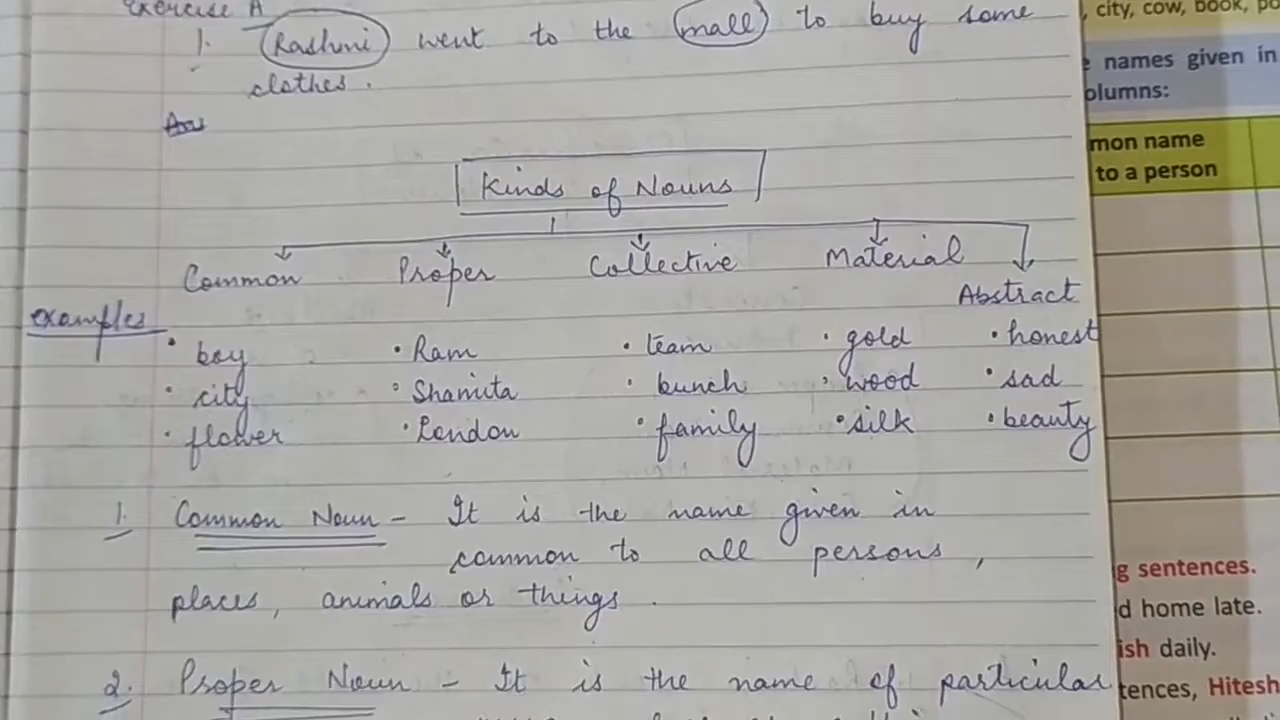 Exercise A
1. Rashmi went to the mall to buy some
clothes.
Kinds of Nouns
Common Proper Collective Material
Abstract
examples
• boy • Ram • team • gold • honest
• city • Shamita • bunch • wood • sad
• flower • London • family • silk • beauty
1. Common Noun - It is the name given in
common to all persons,
places, animals or things.
2. Proper Noun - It is the name of particular
, city, cow, book,
names given in
olumns:
mon name
to a person
g sentences.
d home late.
ish daily.
tences, Hitesh